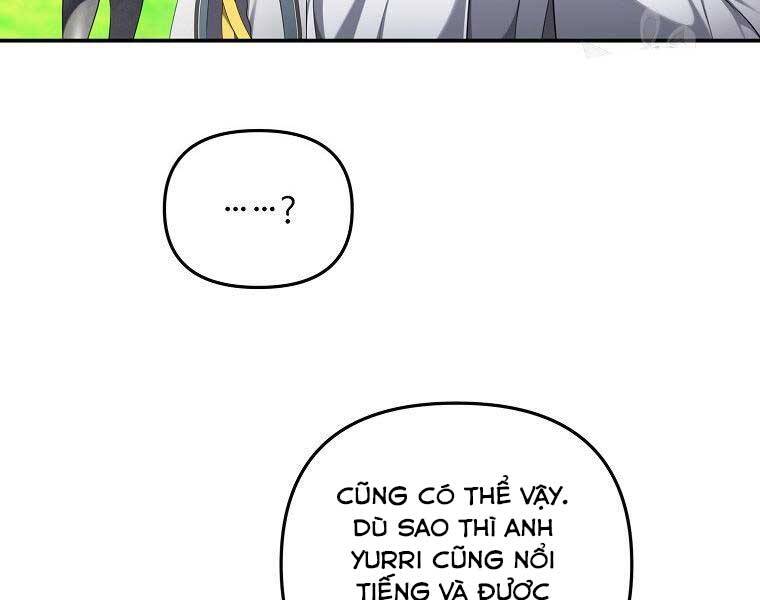 ... ...?
CŨNG CÓ THỂ VẬY.
DÙ SAO THÌ ANH
YURRI CŨNG NỔI
TIẾNG VÀ ĐƯỢC